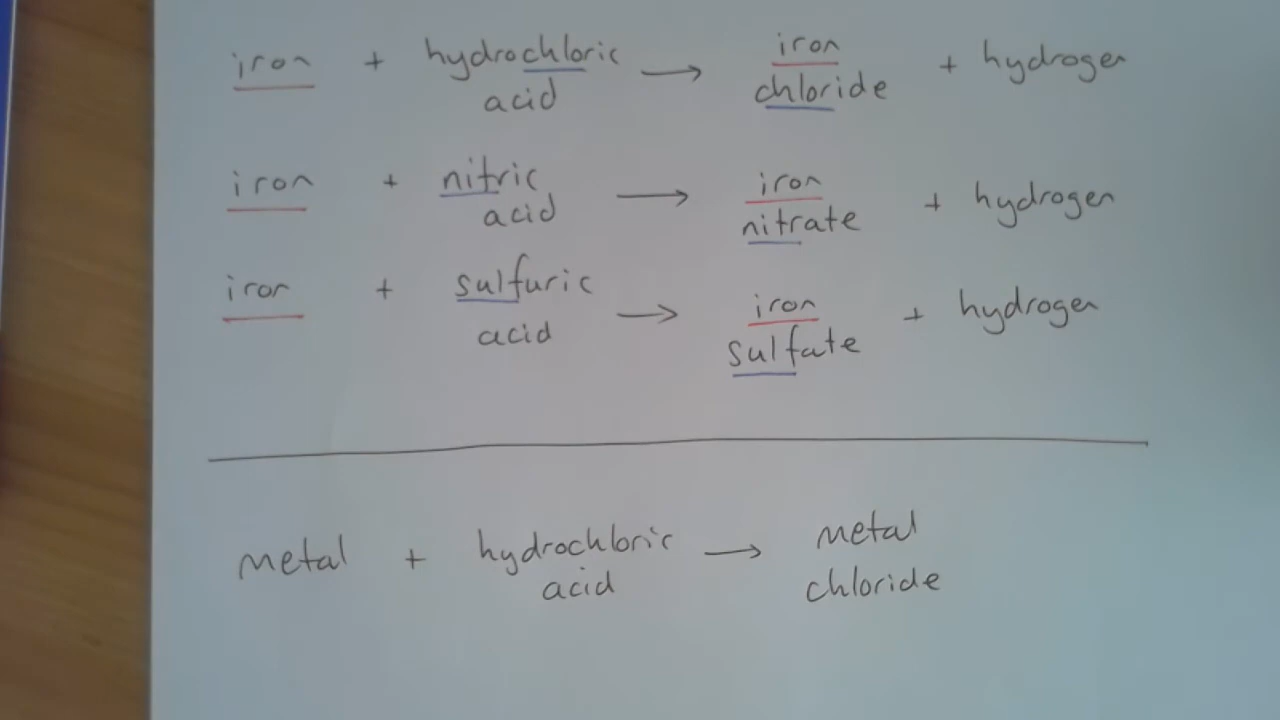 iron + hydrochloric acid → iron chloride + hydrogen
iron + nitric acid → iron nitrate + hydrogen
iron + sulfuric acid → iron sulfate + hydrogen
metal + hydrochloric acid → metal chloride